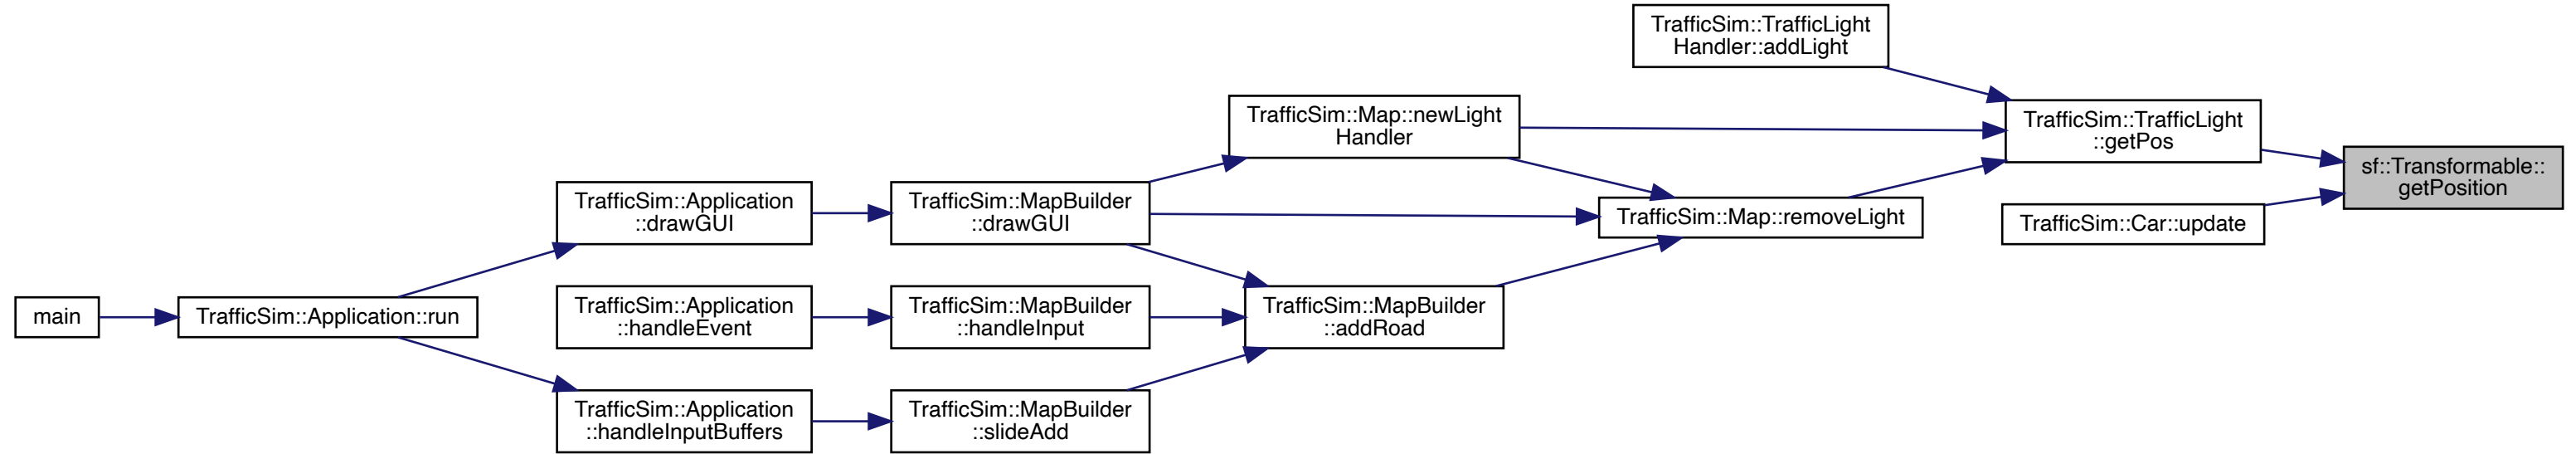 main
TrafficSim::Application::run
TrafficSim::Application
::drawGUI
TrafficSim::Application
::handleEvent
TrafficSim::Application
::handleInputBuffers
TrafficSim::MapBuilder
::drawGUI
TrafficSim::MapBuilder
::handleInput
TrafficSim::MapBuilder
::slideAdd
TrafficSim::Map::newLight
Handler
TrafficSim::MapBuilder
::addRoad
TrafficSim::TrafficLight
Handler::addLight
TrafficSim::Map::removeLight
TrafficSim::TrafficLight
::getPos
TrafficSim::Car::update
sf::Transformable::
getPosition